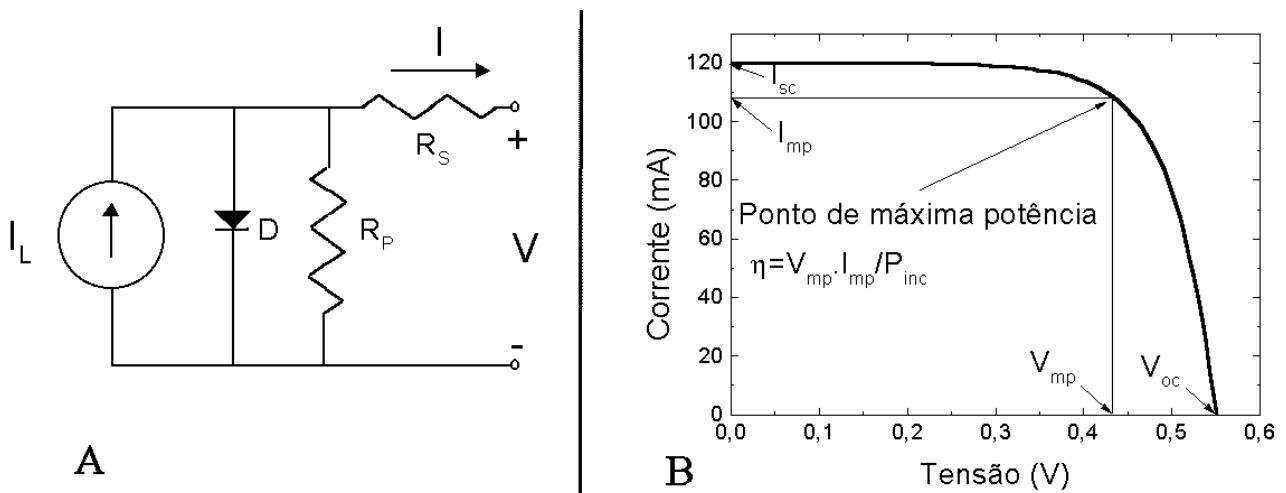 I
R_S
+
I_L
D
R_P
V
-
A
Corrente (mA)
120
100
80
60
40
20
0
I_sc
I_mp
Ponto de máxima potência
η=V_mp.I_mp/P_inc
V_mp
V_oc
0,0 0,1 0,2 0,3 0,4 0,5 0,6
Tensão (V)
B